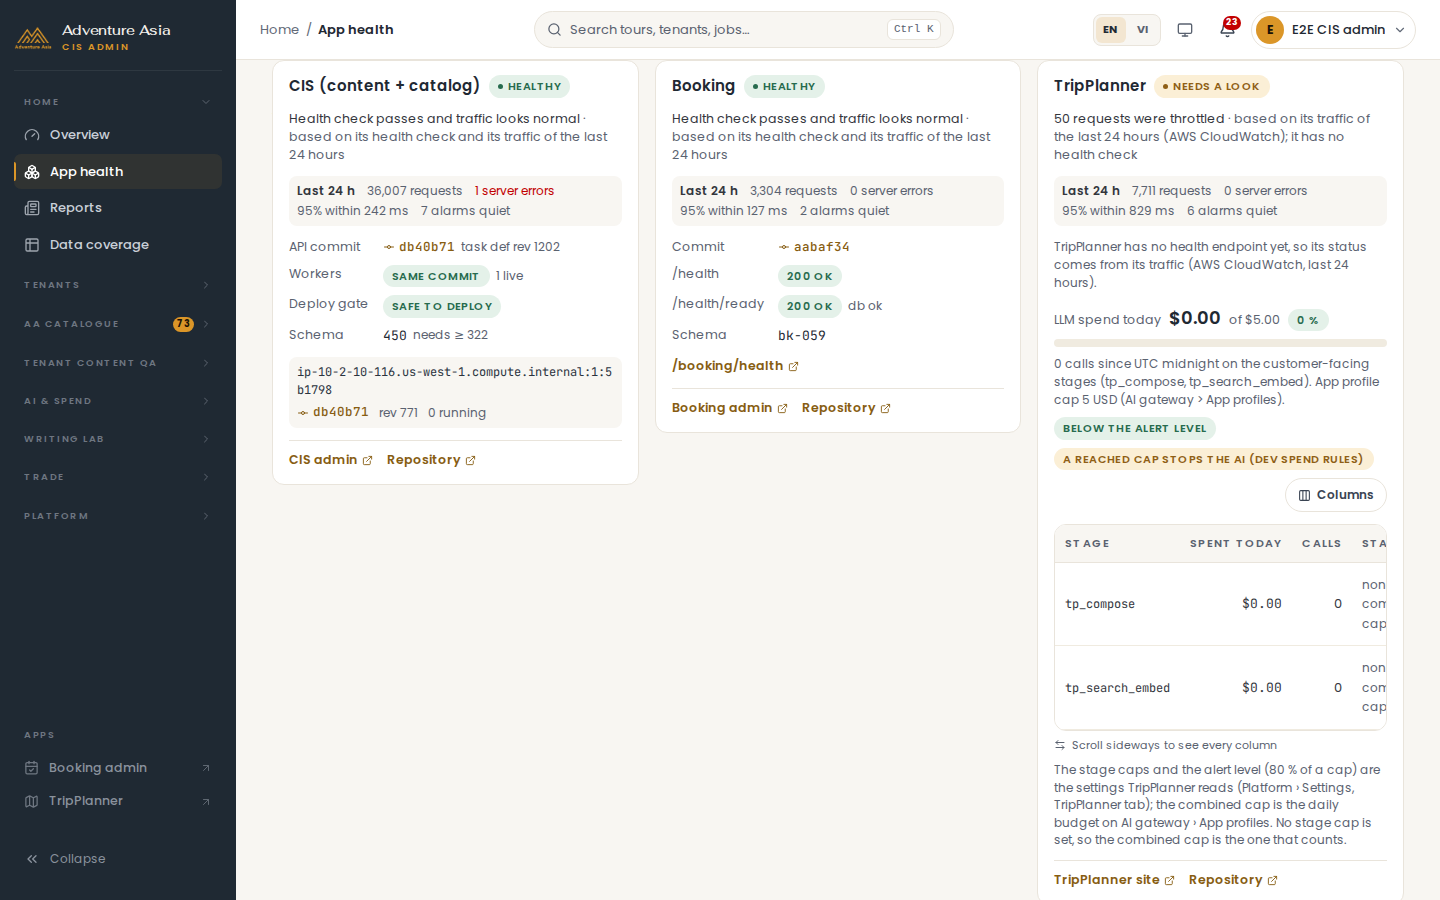 Adventure Asia
CIS ADMIN
Adventure Asia
Home / App health
Search tours, tenants, jobs...
Ctrl K
EN
VI
23
E
E2E CIS admin
HOME
Overview
App health
Reports
Data coverage
TENANTS
AA CATALOGUE 73
TENANT CONTENT QA
AI & SPEND
WRITING LAB
TRADE
PLATFORM
APPS
Booking admin
TripPlanner
Collapse
CIS (content + catalog) HEALTHY
Health check passes and traffic looks normal ·
based on its health check and its traffic of the last
24 hours
Last 24 h 36,007 requests 1 server errors
95% within 242 ms 7 alarms quiet
API commit db40b71 task def rev 1202
Workers SAME COMMIT 1 live
Deploy gate SAFE TO DEPLOY
Schema 450 needs ≥ 322
ip-10-2-10-116.us-west-1.compute.internal:1:5
b1798
db40b71 rev 771 0 running
CIS admin Repository
Booking HEALTHY
Health check passes and traffic looks normal ·
based on its health check and its traffic of the last
24 hours
Last 24 h 3,304 requests 0 server errors
95% within 127 ms 2 alarms quiet
Commit aabaf34
/health 200 OK
/health/ready 200 OK db ok
Schema bk-059
/booking/health
Booking admin Repository
TripPlanner NEEDS A LOOK
50 requests were throttled · based on its traffic of
the last 24 hours (AWS CloudWatch); it has no
health check
Last 24 h 7,711 requests 0 server errors
95% within 829 ms 6 alarms quiet
TripPlanner has no health endpoint yet, so its status
comes from its traffic (AWS CloudWatch, last 24
hours).
LLM spend today $0.00 of $5.00 0 %
0 calls since UTC midnight on the customer-facing
stages (tp_compose, tp_search_embed). App profile
cap 5 USD (AI gateway › App profiles).
BELOW THE ALERT LEVEL
A REACHED CAP STOPS THE AI (DEV SPEND RULES)
Columns
STAGE SPENT TODAY CALLS STA
tp_compose $0.00 0 non
com
cap
tp_search_embed $0.00 0 non
com
cap
Scroll sideways to see every column
The stage caps and the alert level (80 % of a cap) are
the settings TripPlanner reads (Platform › Settings,
TripPlanner tab); the combined cap is the daily
budget on AI gateway › App profiles. No stage cap is
set, so the combined cap is the one that counts.
TripPlanner site Repository